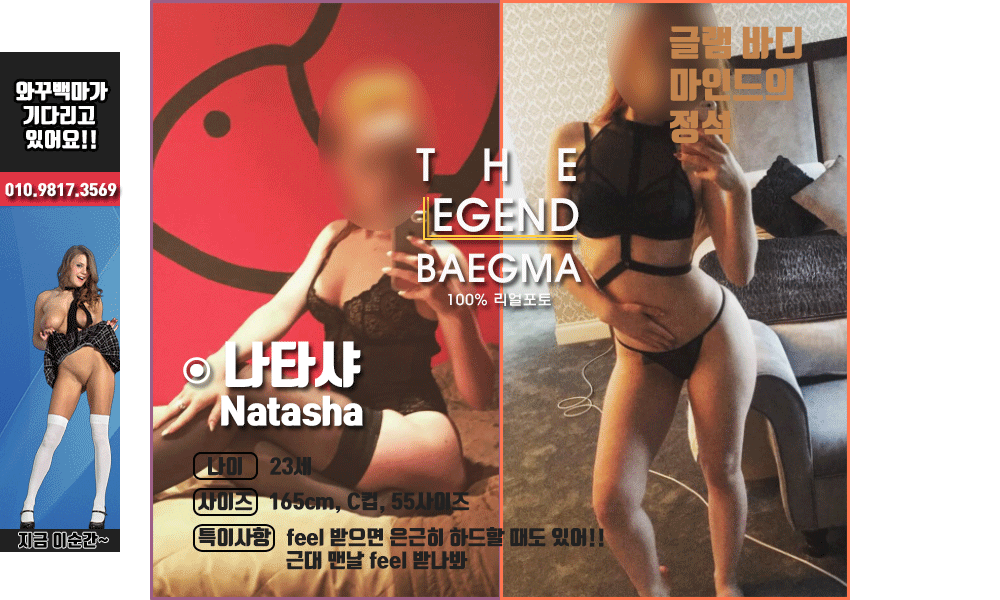 와꾸백마가
기다리고
있어요!!
010.9817.3569
지금 이순간~
글램 바디
마인드의
정석
THE
LEGEND
BAEGMA
100% 리얼포토
나타샤
Natasha
나이 23세
사이즈 165cm, C컵, 55사이즈
특이사항 feel 받으면 은근히 하드할 때도 있어!!
근대 맨날 feel 받나봐